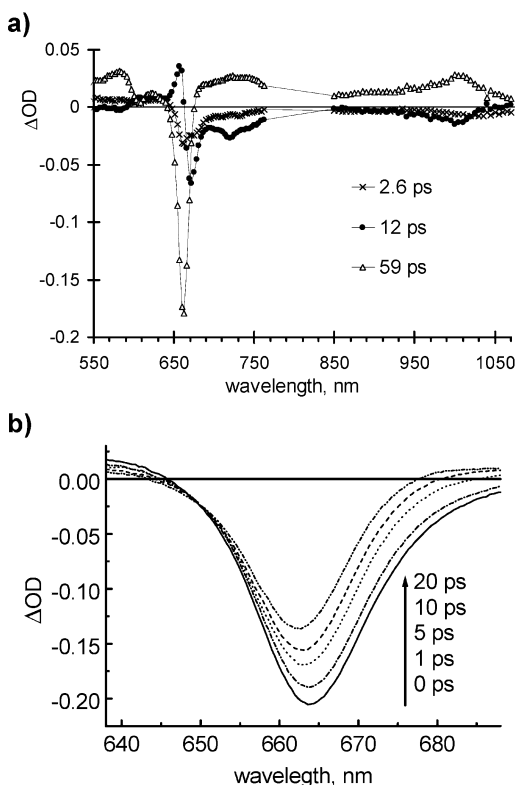 a)
0.05
0
-0.05
-0.1
-0.15
-0.2
ΔOD
2.6 ps
12 ps
59 ps
550 650 750 850 950 1050
wavelength, nm
b)
0.00
-0.05
-0.10
-0.15
-0.20
ΔOD
20 ps
10 ps
5 ps
1 ps
0 ps
640 650 660 670 680
wavelegth, nm